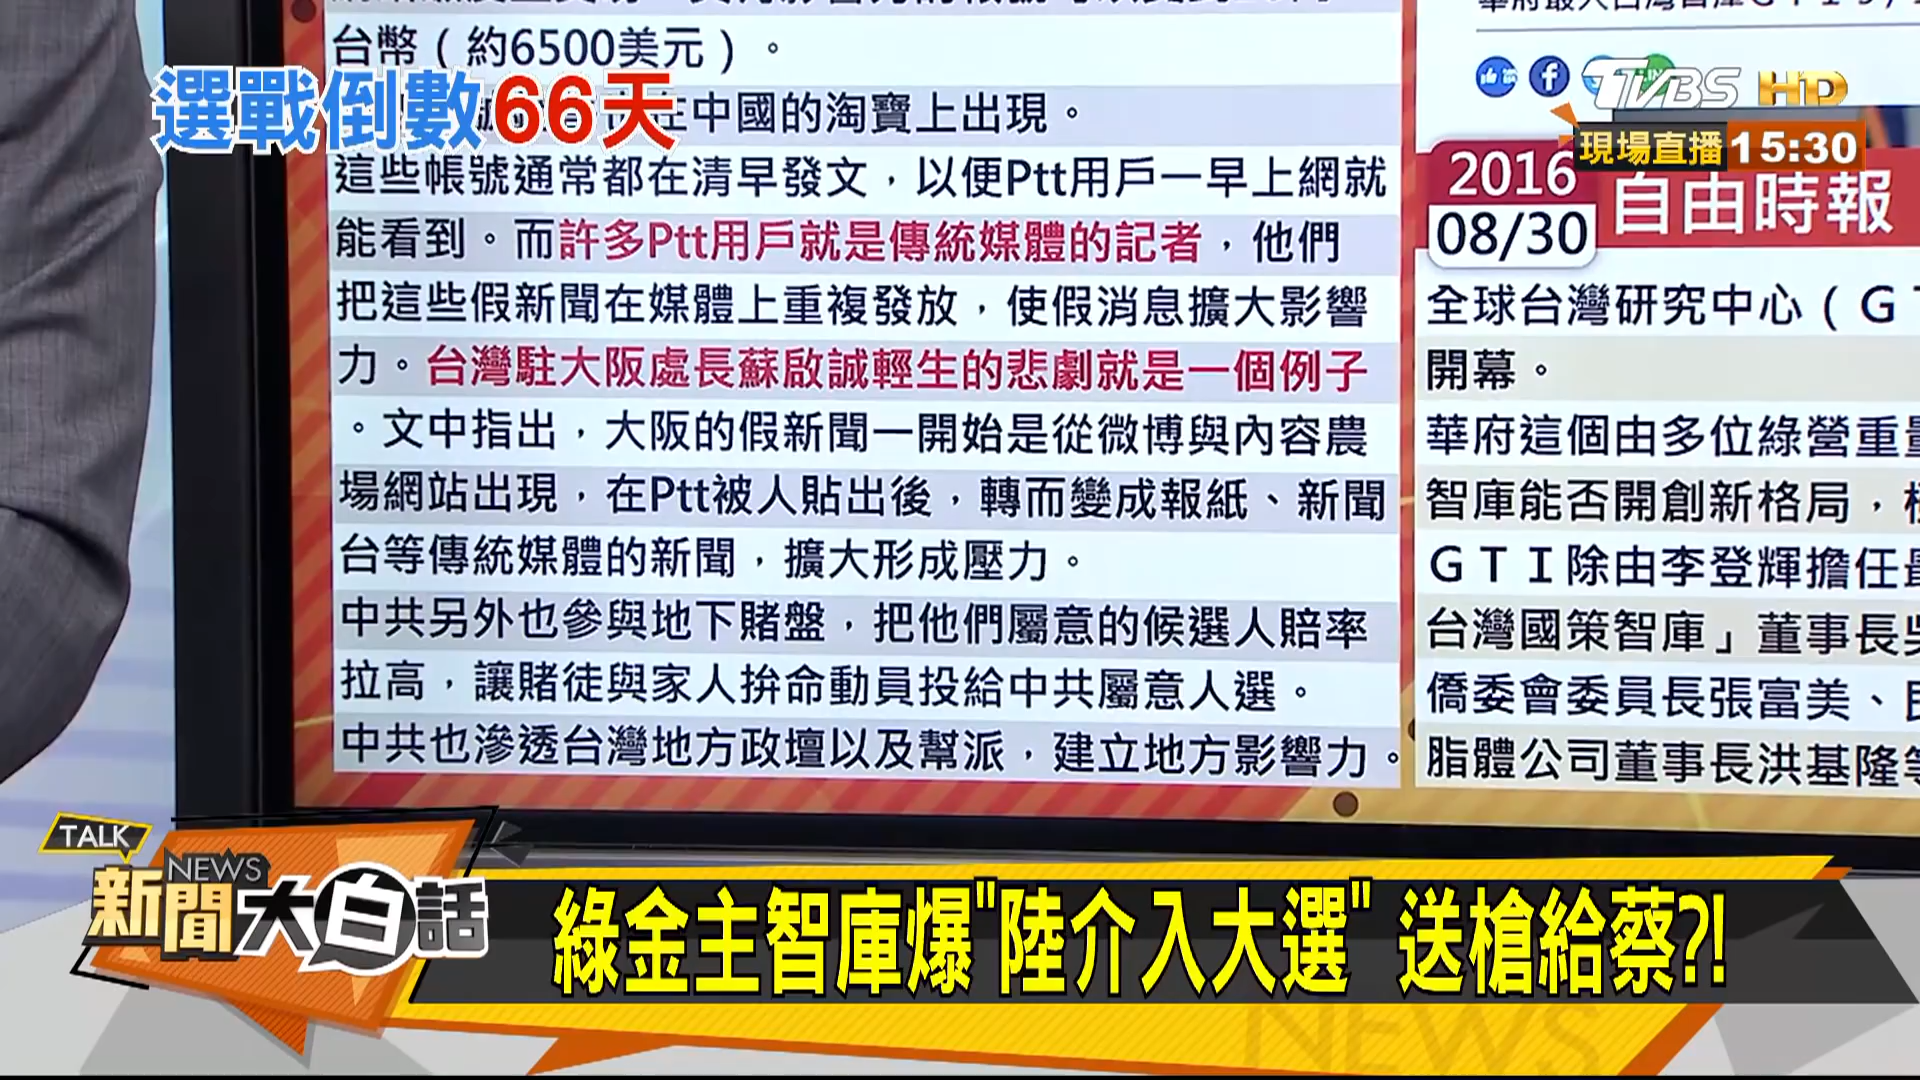 台幣（約6500美元）。
選戰倒數66天
在中國的淘寶上出現。
這些帳號通常都在清早發文，以便Ptt用戶一早上網就
能看到。而許多Ptt用戶就是傳統媒體的記者，他們
把這些假新聞在媒體上重複發放，使假消息擴大影響
力。台灣駐大阪處長蘇啟誠輕生的悲劇就是一個例子
。文中指出，大阪的假新聞一開始是從微博與內容農
場網站出現，在Ptt被人貼出後，轉而變成報紙、新聞
台等傳統媒體的新聞，擴大形成壓力。
中共另外也參與地下賭盤，把他們屬意的候選人賠率
拉高，讓賭徒與家人拚命動員投給中共屬意人選。
中共也滲透台灣地方政壇以及幫派，建立地方影響力。
TVBS HD
現場直播 15:30
2016
08/30
自由時報
全球台灣研究中心（ＧＴ
開幕。
華府這個由多位綠營重量
智庫能否開創新格局，
ＧＴＩ除由李登輝擔任最
台灣國策智庫」董事長吳
僑委會委員長張富美、民
脂體公司董事長洪基隆等
TALK
NEWS
新聞大白話
綠金主智庫爆"陸介入大選" 送槍給蔡?!
NEWS